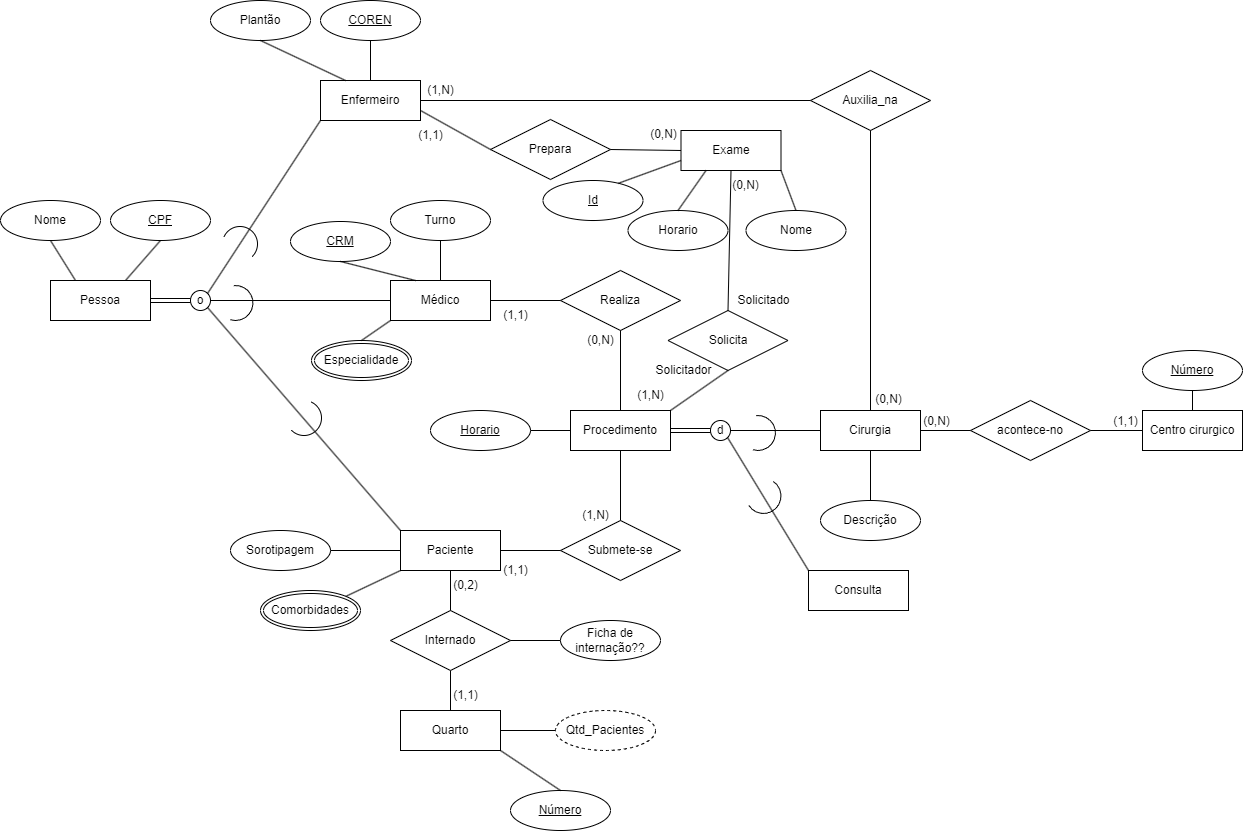 Plantão
COREN
Enfermeiro
(1,N)
Auxilia_na
(1,1)
Prepara
(0,N)
Exame
(0,N)
Id
Horario
Nome
Nome
CPF
CRM
Turno
Pessoa
o
Médico
(1,1)
Realiza
Solicitado
(0,N)
Solicita
Especialidade
Solicitador
(1,N)
(0,N)
Número
Horario
Procedimento
d
Cirurgia
(0,N)
acontece-no
(1,1)
Centro cirurgico
(1,N)
Descrição
Sorotipagem
Paciente
(1,1)
Submete-se
(0,2)
Consulta
Comorbidades
Internado
Ficha de
internação??
(1,1)
Quarto
Qtd_Pacientes
Número